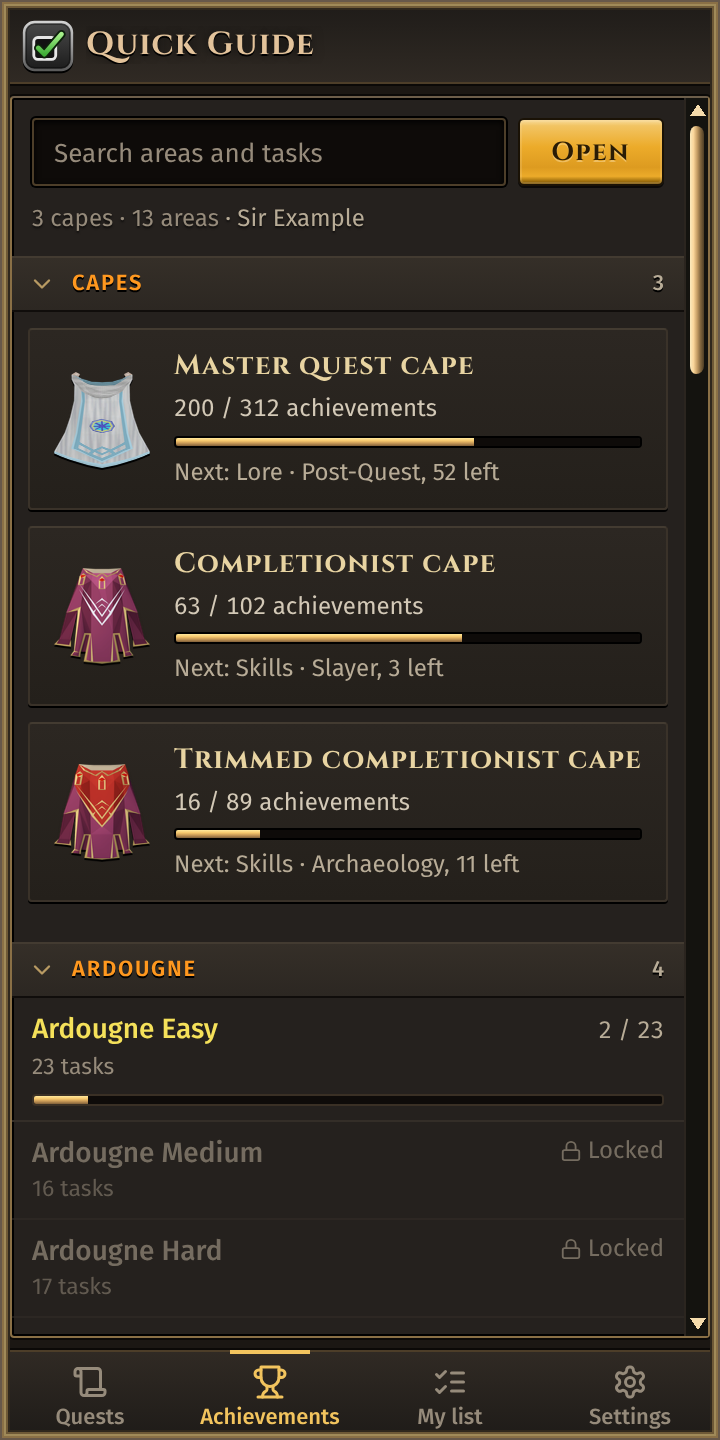 Quick Guide
Search areas and tasks
Open
3 capes · 13 areas · Sir Example
CAPES 3
Master quest cape
200 / 312 achievements
Next: Lore · Post-Quest, 52 left
Completionist cape
63 / 102 achievements
Next: Skills · Slayer, 3 left
Trimmed completionist cape
16 / 89 achievements
Next: Skills · Archaeology, 11 left
ARDOUGNE 4
Ardougne Easy 2 / 23
23 tasks
Ardougne Medium Locked
16 tasks
Ardougne Hard Locked
17 tasks
Quests Achievements My list Settings